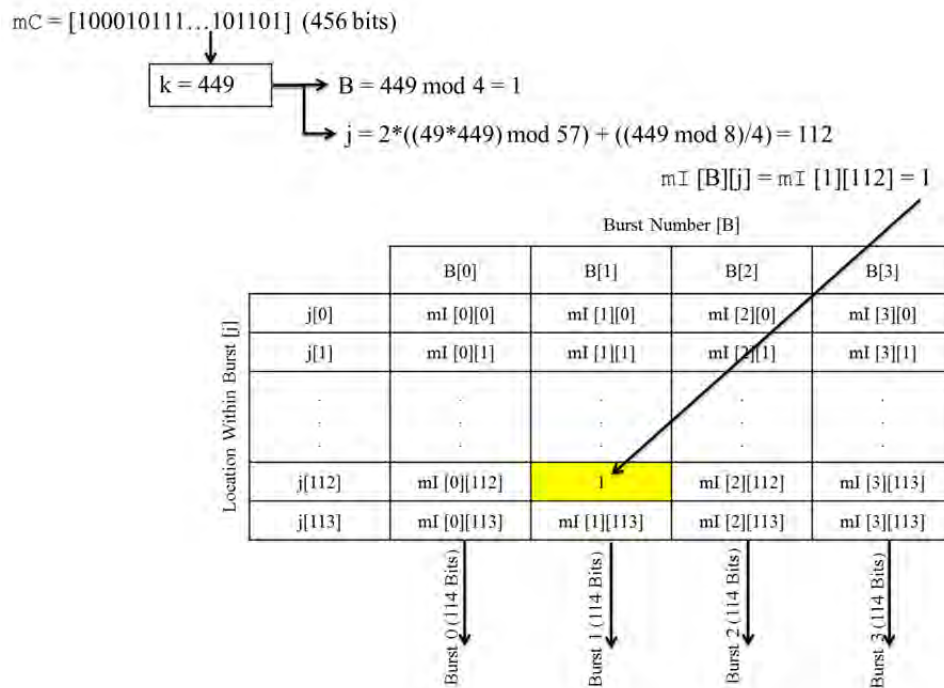 mC = [100010111…101101] (456 bits)
k = 449
B = 449 mod 4 = 1
j = 2*((49*449) mod 57) + ((449 mod 8)/4) = 112
mI [B][j] = mI [1][112] = 1
Burst Number [B]
B[0] B[1] B[2] B[3]
Location Within Burst [j]
j[0] mI [0][0] mI [1][0] mI [2][0] mI [3][0]
j[1] mI [0][1] mI [1][1] mI [2][1] mI [3][1]
. . . . .
. . . . .
. . . . .
j[112] mI [0][112] 1 mI [2][112] mI [3][113]
j[113] mI [0][113] mI [1][113] mI [2][113] mI [3][113]
Burst 0 (114 Bits)
Burst 1 (114 Bits)
Burst 2 (114 Bits)
Burst 3 (114 Bits)